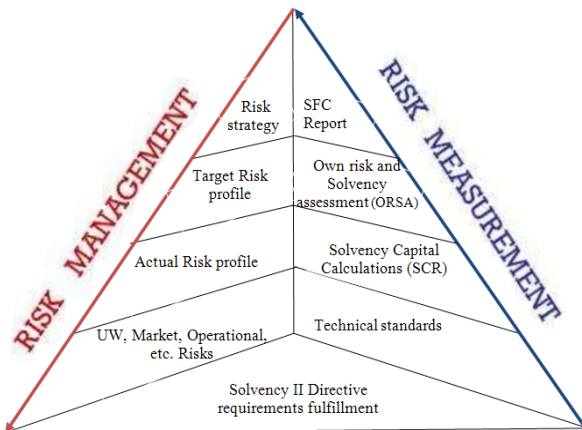 RISK MANAGEMENT
RISK MEASUREMENT
Risk
strategy
SFC
Report
Target Risk
profile
Own risk and
Solvency
assessment (ORSA)
Actual Risk profile
Solvency Capital
Calculations (SCR)
UW, Market, Operational,
etc. Risks
Technical standards
Solvency II Directive
requirements fulfillment